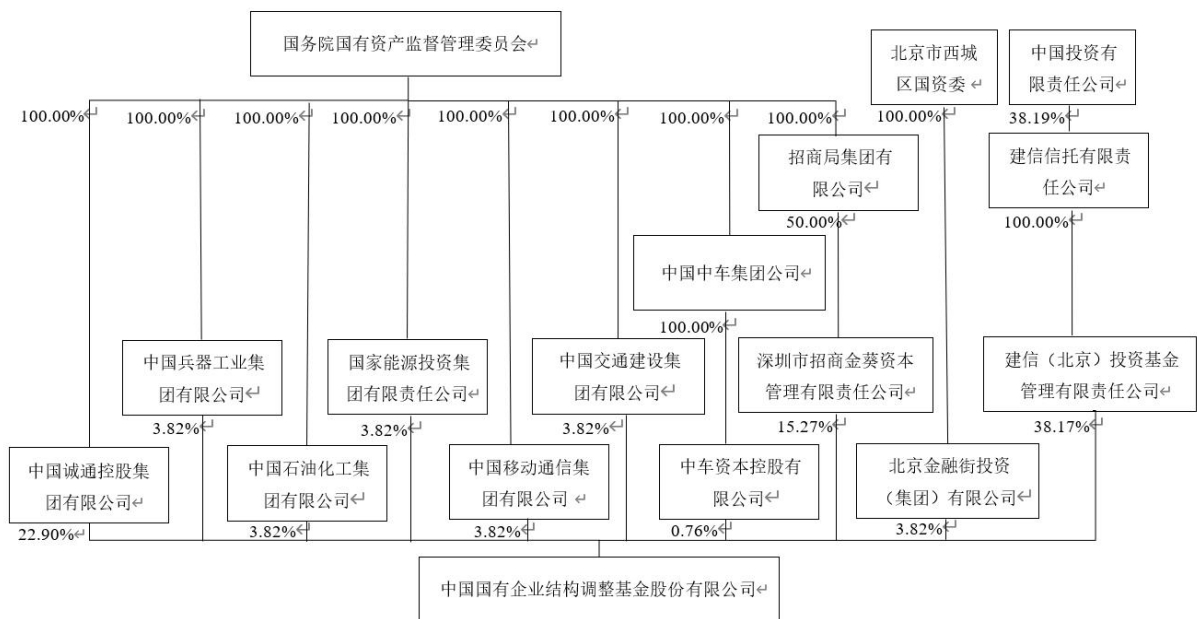 国务院国有资产监督管理委员会↵
北京市西城
区国资委↵
中国投资有
限责任公司↵
100.00%↵
100.00%↵
100.00%↵
100.00%↵
100.00%↵
100.00%↵
100.00%↵
100.00%↵
100.00%↵
38.19%↵
招商局集团有
限公司↵
建信信托有限责
任公司↵
50.00%↵
100.00%↵
中国中车集团公司↵
100.00%↵
中国兵器工业集
团有限公司↵
国家能源投资集
团有限责任公司↵
中国交通建设集
团有限公司↵
深圳市招商金葵资本
管理有限责任公司↵
建信（北京）投资基金
管理有限责任公司↵
3.82%↵
3.82%↵
3.82%↵
15.27%↵
38.17%↵
中国诚通控股集
团有限公司↵
中国石油化工集
团有限公司↵
中国移动通信集
团有限公司↵
中车资本控股有
限公司↵
北京金融街投资
（集团）有限公司↵
22.90%↵
3.82%↵
3.82%↵
0.76%↵
3.82%↵
中国国有企业结构调整基金股份有限公司↵